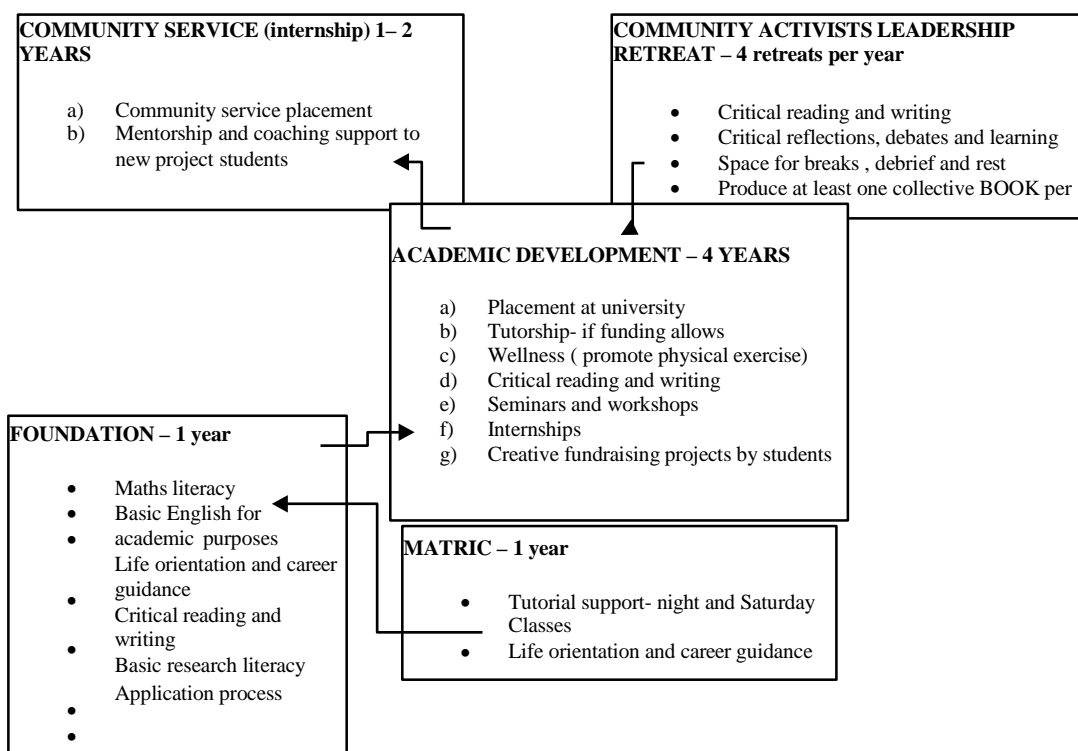 COMMUNITY SERVICE (internship) 1– 2
YEARS
a) Community service placement
b) Mentorship and coaching support to
new project students
COMMUNITY ACTIVISTS LEADERSHIP
RETREAT – 4 retreats per year
• Critical reading and writing
• Critical reflections, debates and learning
• Space for breaks , debrief and rest
• Produce at least one collective BOOK per
ACADEMIC DEVELOPMENT – 4 YEARS
a) Placement at university
b) Tutorship- if funding allows
c) Wellness ( promote physical exercise)
d) Critical reading and writing
e) Seminars and workshops
f) Internships
g) Creative fundraising projects by students
FOUNDATION – 1 year
• Maths literacy
• Basic English for
• academic purposes
Life orientation and career
guidance
• Critical reading and
writing
• Basic research literacy
Application process
•
•
MATRIC – 1 year
• Tutorial support- night and Saturday
Classes
• Life orientation and career guidance